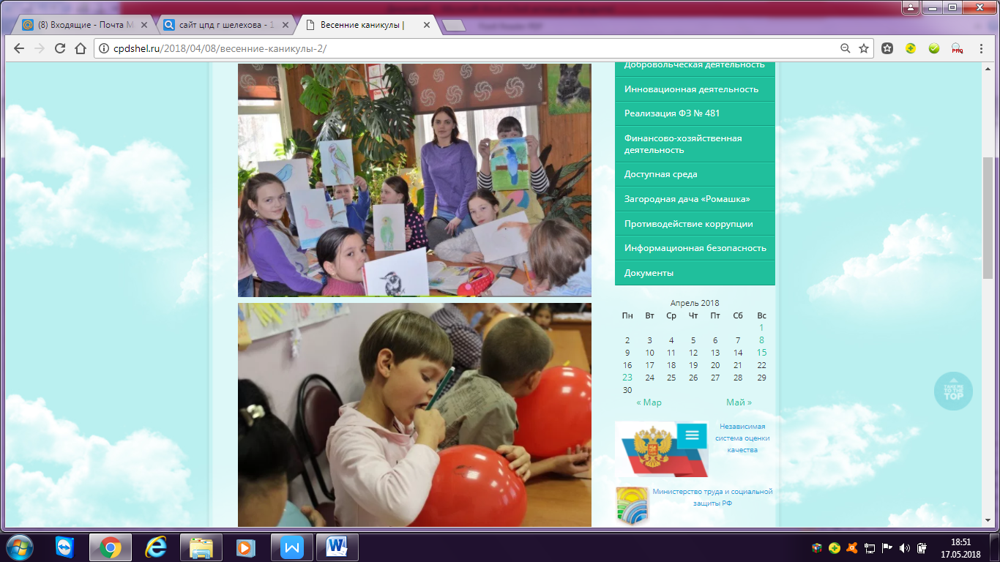 (8) Входящие - Почта M
сайт цпд г шелехова - 1
Весенние каникулы |
cpdshel.ru/2018/04/08/весенние-каникулы-2/
PRO
Добровольческая деятельность
Инновационная деятельность
Реализация ФЗ № 481
Финансово-хозяйственная
деятельность
Доступная среда
Загородная дача «Ромашка»
Противодействие коррупции
Информационная безопасность
Документы
Апрель 2018
Пн Вт Ср Чт Пт Сб Вс
1
2 3 4 5 6 7 8
9 10 11 12 13 14 15
16 17 18 19 20 21 22
23 24 25 26 27 28 29
30
« Мар Май »
TAKE ME
TO THE
TOP
Независимая
система оценки
качества
Министерство труда и социальной
защиты РФ
18:51
17.05.2018